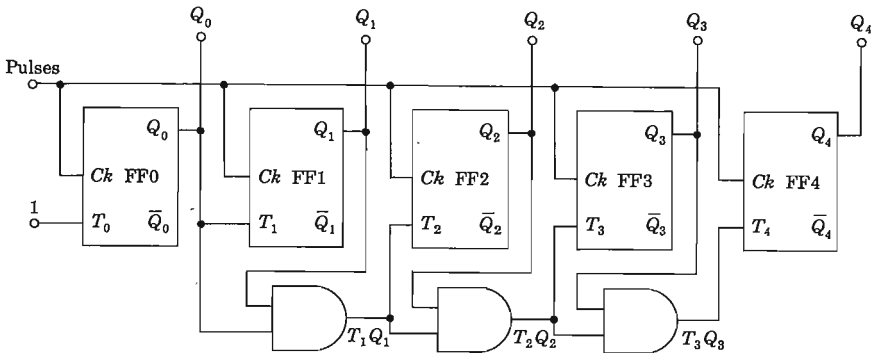 Q₀ Q₁ Q₂ Q₃ Q₄
Pulses
Q₀ Q₁ Q₂ Q₃ Q₄
Ck FF0 Ck FF1 Ck FF2 Ck FF3 Ck FF4
1
T₀ Q̅₀ T₁ Q̅₁ T₂ Q̅₂ T₃ Q̅₃ T₄ Q̅₄
T₁Q₁ T₂Q₂ T₃Q₃